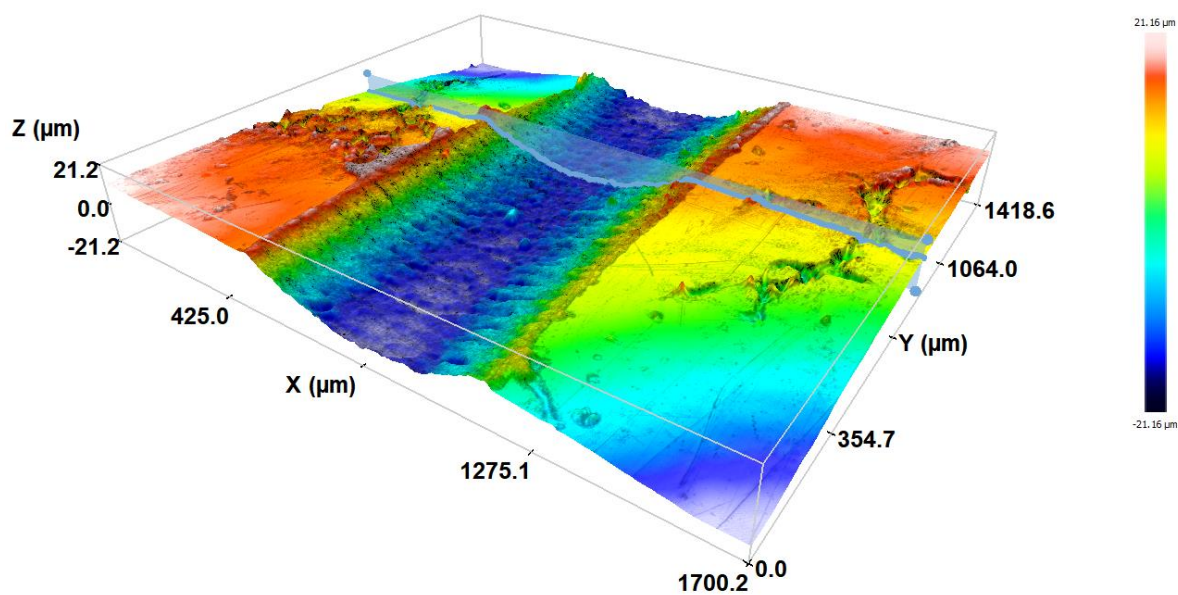 21.16 µm
Z (µm)
21.2
0.0
-21.2
425.0
X (µm)
1275.1
1700.2
0.0
354.7
Y (µm)
1064.0
1418.6
-21.16 µm